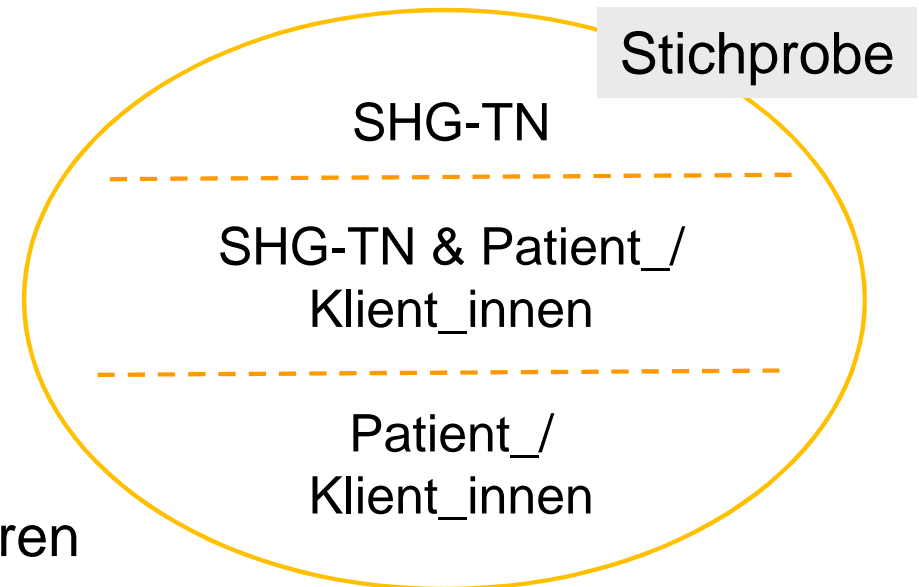 Stichprobe
SHG-TN
SHG-TN & Patient_/
Klient_innen
Patient_/
Klient_innen
ren